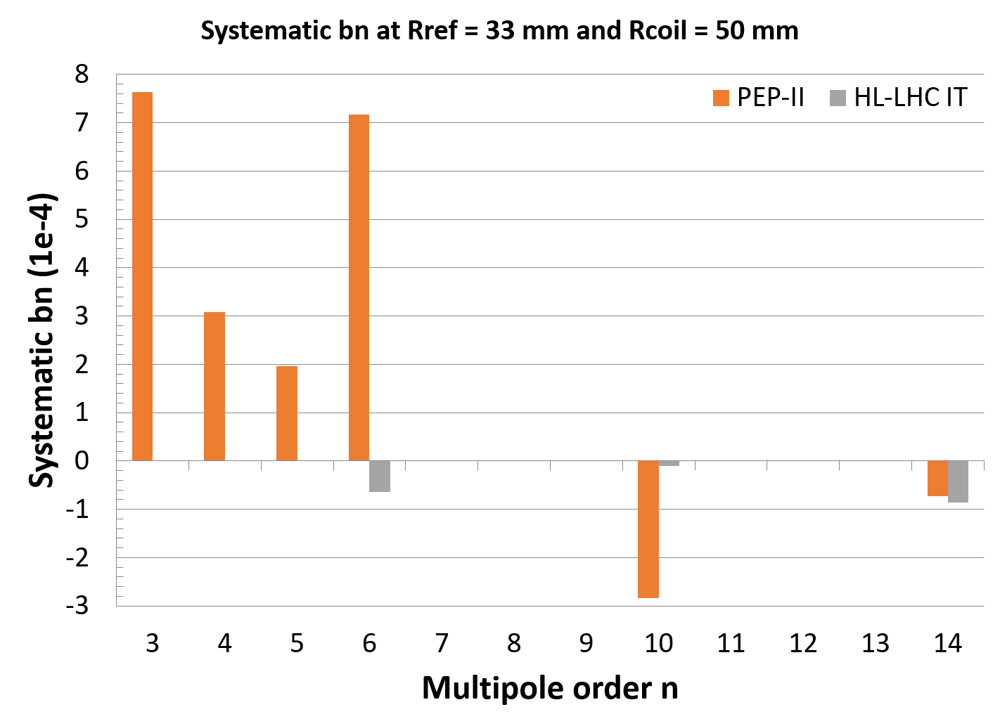 Systematic bn at Rref = 33 mm and Rcoil = 50 mm
PEP-II HL-LHC IT
Systematic bn (1e-4)
8
7
6
5
4
3
2
1
0
-1
-2
-3
3 4 5 6 7 8 9 10 11 12 13 14
Multipole order n